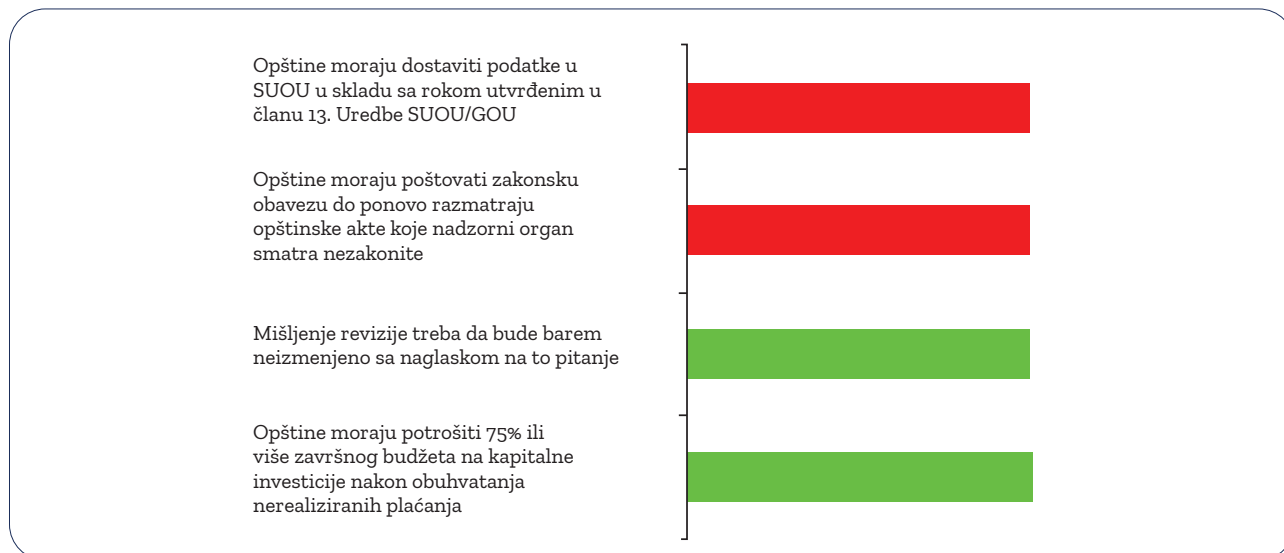 Opštine moraju dostaviti podatke u
SUOU u skladu sa rokom utvrđenim u
članu 13. Uredbe SUOU/GOU
Opštine moraju poštovati zakonsku
obavezu do ponovo razmatraju
opštinske akte koje nadzorni organ
smatra nezakonite
Mišljenje revizije treba da bude barem
neizmenjeno sa naglaskom na to pitanje
Opštine moraju potrošiti 75% ili
više završnog budžeta na kapitalne
investicije nakon obuhvatanja
nerealiziranih plaćanja